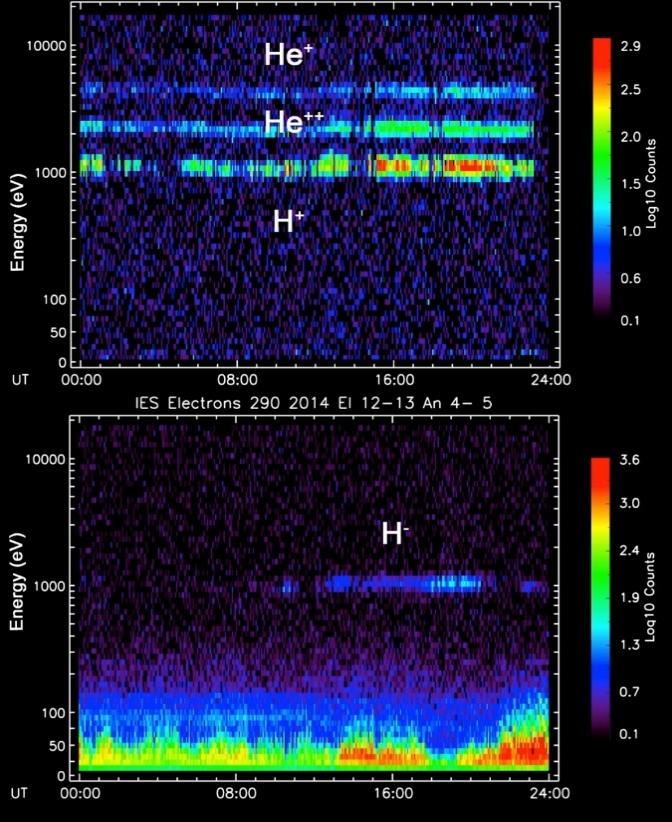 He+
He++
H+
10000
1000
100
50
0
Energy (eV)
UT
00:00
08:00
16:00
24:00
2.9
2.5
2.0
1.5
1.0
0.6
0.1
Log10 Counts
IES Electrons 290 2014 El 12-13 An 4- 5
H-
10000
1000
100
50
0
Energy (eV)
UT
00:00
08:00
16:00
24:00
3.6
3.0
2.4
1.9
1.3
0.7
0.1
Log10 Counts